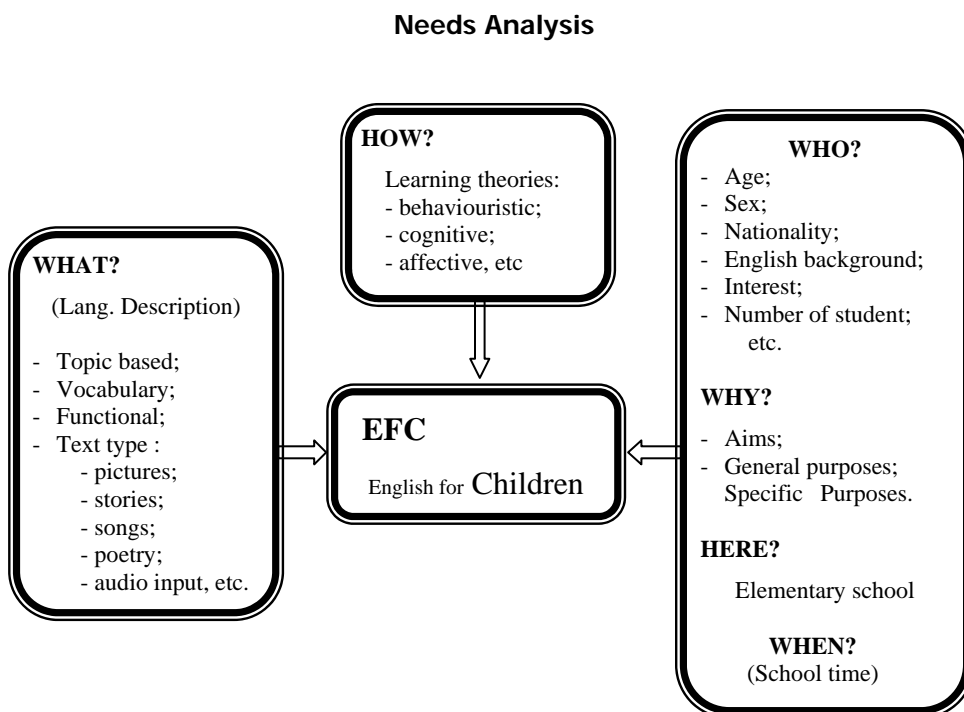 Needs Analysis
HOW?
Learning theories:
- behaviouristic;
- cognitive;
- affective, etc
WHAT?
(Lang. Description)
- Topic based;
- Vocabulary;
- Functional;
- Text type :
- pictures;
- stories;
- songs;
- poetry;
- audio input, etc.
EFC
English for Children
WHO?
- Age;
- Sex;
- Nationality;
- English background;
- Interest;
- Number of student;
etc.
WHY?
- Aims;
- General purposes;
Specific Purposes.
HERE?
Elementary school
WHEN?
(School time)